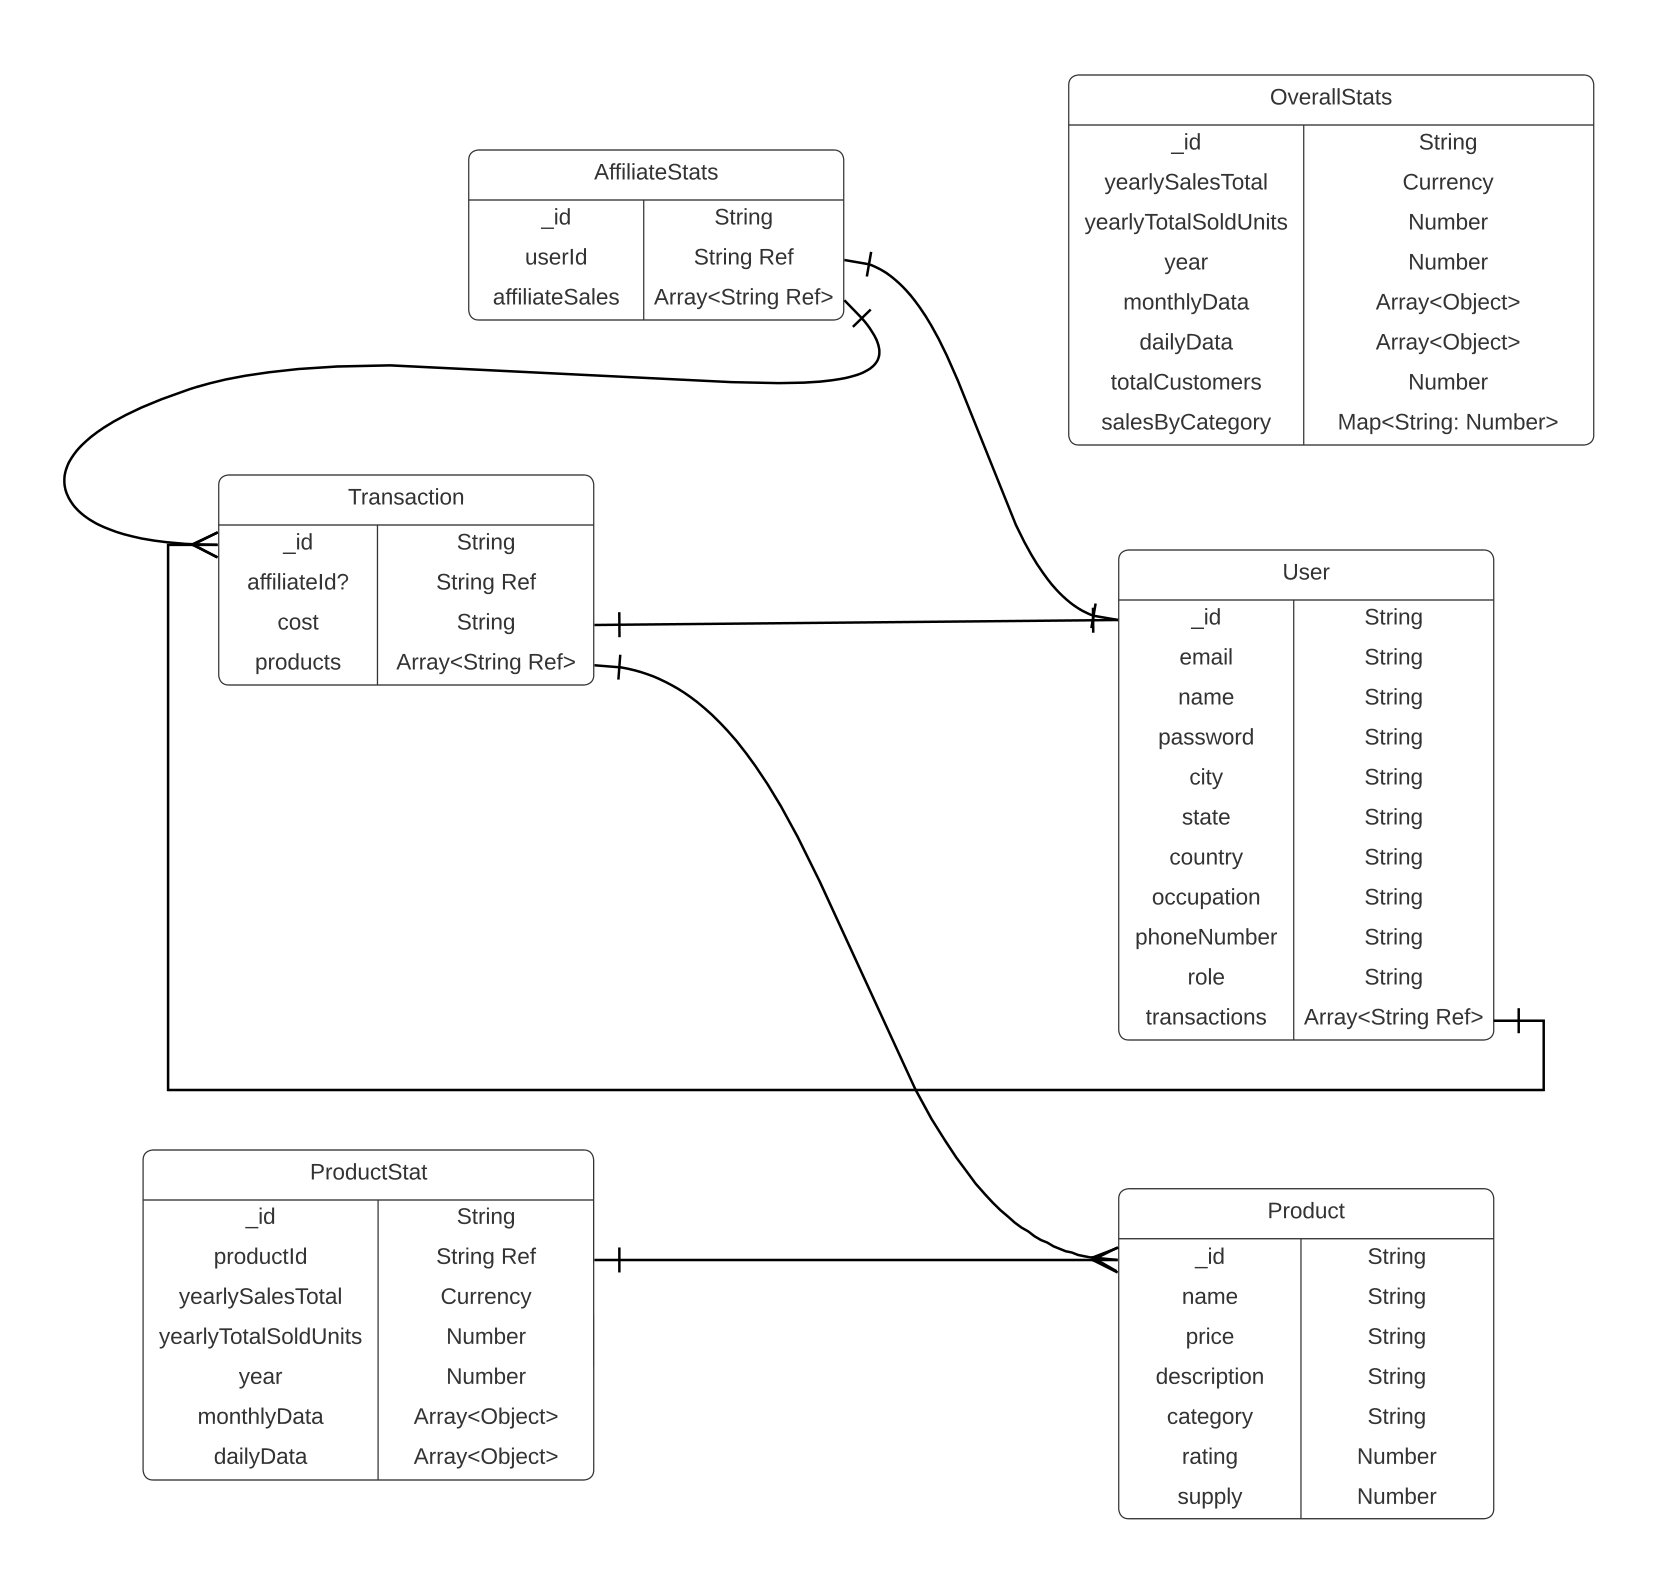 OverallStats
_id String
yearlySalesTotal Currency
yearlyTotalSoldUnits Number
year Number
monthlyData Array<Object>
dailyData Array<Object>
totalCustomers Number
salesByCategory Map<String: Number>
AffiliateStats
_id String
userId String Ref
affiliateSales Array<String Ref>
Transaction
_id String
affiliateId? String Ref
cost String
products Array<String Ref>
User
_id String
email String
name String
password String
city String
state String
country String
occupation String
phoneNumber String
role String
transactions Array<String Ref>
ProductStat
_id String
productId String Ref
yearlySalesTotal Currency
yearlyTotalSoldUnits Number
year Number
monthlyData Array<Object>
dailyData Array<Object>
Product
_id String
name String
price String
description String
category String
rating Number
supply Number